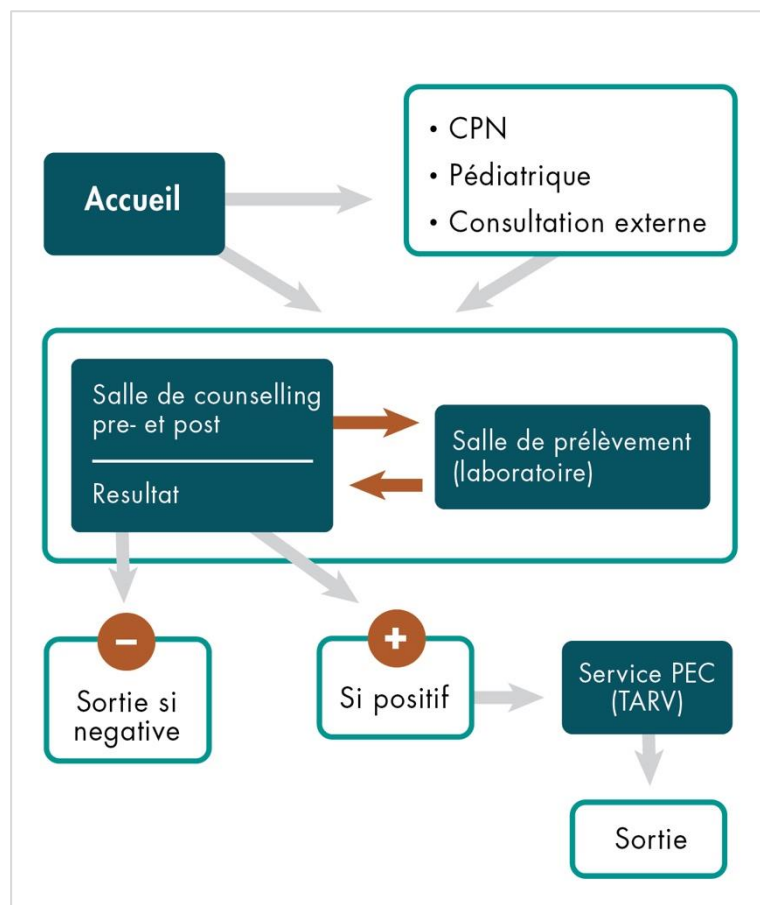 Accueil
• CPN
• Pédiatrique
• Consultation externe
Salle de counselling
pre- et post
Resultat
Salle de prélèvement
(laboratoire)
−
Sortie si
negative
+
Si positif
Service PEC
(TARV)
Sortie